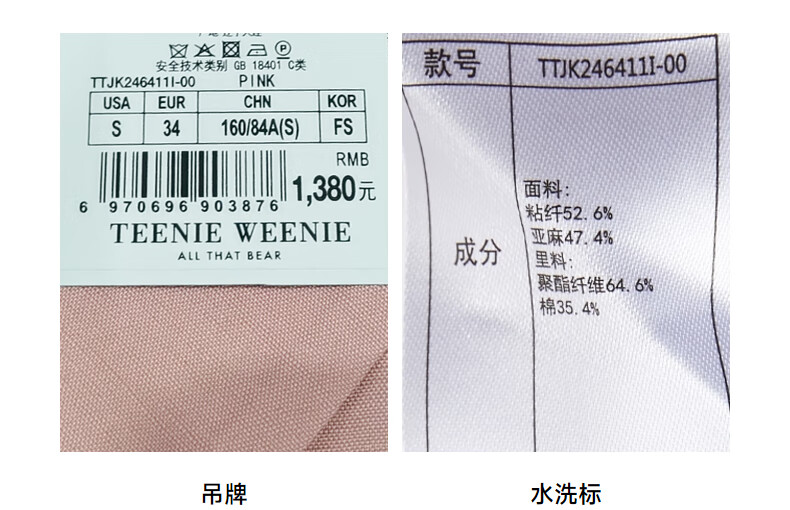 安全技术类别 GB 18401 C类
TTJK246411I-00 PINK
USA EUR CHN KOR
S 34 160/84A(S) FS
RMB
1,380元
6 970696 903876
TEENIE WEENIE
ALL THAT BEAR
吊牌
款号 TTJK246411I-00
成分
面料:
粘纤52.6%
亚麻47.4%
里料:
聚酯纤维64.6%
棉35.4%
水洗标